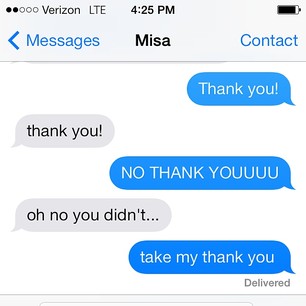 Verizon LTE 4:25 PM
Messages Misa Contact
Thank you!
thank you!
NO THANK YOUUUU
oh no you didn't...
take my thank you
Delivered